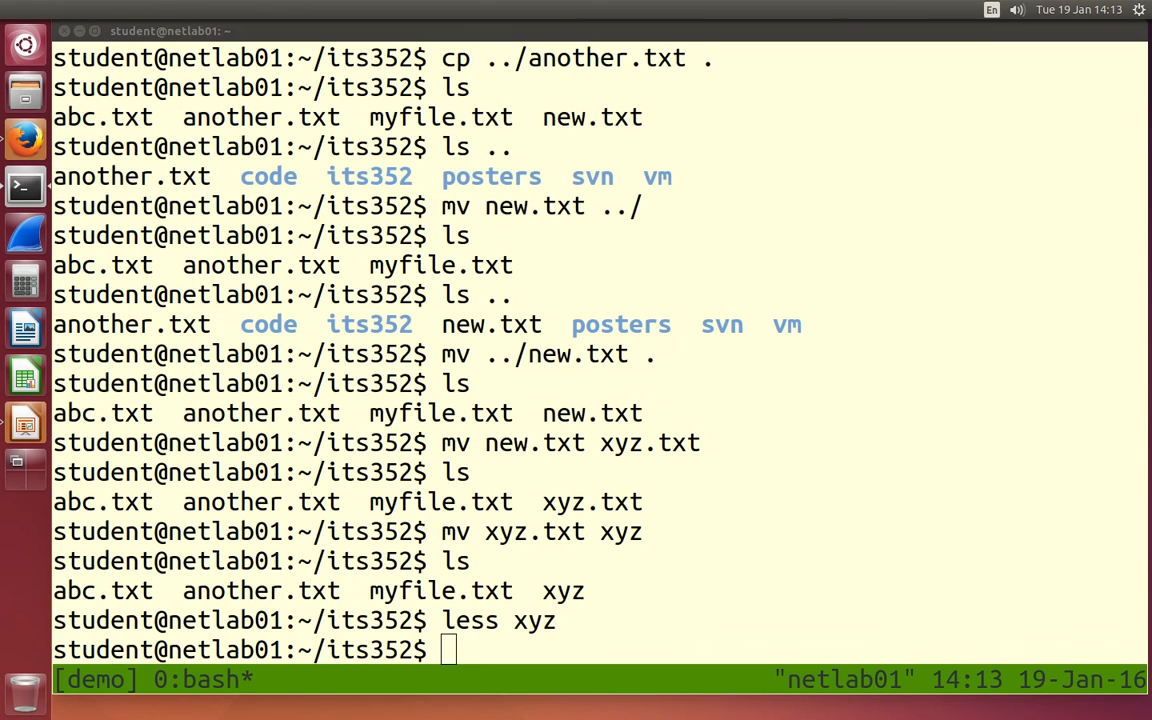 En Tue 19 Jan 14:13
student@netlab01: ~
student@netlab01:~/its352$ cp ../another.txt .
student@netlab01:~/its352$ ls
abc.txt  another.txt  myfile.txt  new.txt
student@netlab01:~/its352$ ls ..
another.txt  code  its352  posters  svn  vm
student@netlab01:~/its352$ mv new.txt ../
student@netlab01:~/its352$ ls
abc.txt  another.txt  myfile.txt
student@netlab01:~/its352$ ls ..
another.txt  code  its352  new.txt  posters  svn  vm
student@netlab01:~/its352$ mv ../new.txt .
student@netlab01:~/its352$ ls
abc.txt  another.txt  myfile.txt  new.txt
student@netlab01:~/its352$ mv new.txt xyz.txt
student@netlab01:~/its352$ ls
abc.txt  another.txt  myfile.txt  xyz.txt
student@netlab01:~/its352$ mv xyz.txt xyz
student@netlab01:~/its352$ ls
abc.txt  another.txt  myfile.txt  xyz
student@netlab01:~/its352$ less xyz
student@netlab01:~/its352$
[demo] 0:bash* "netlab01" 14:13 19-Jan-16